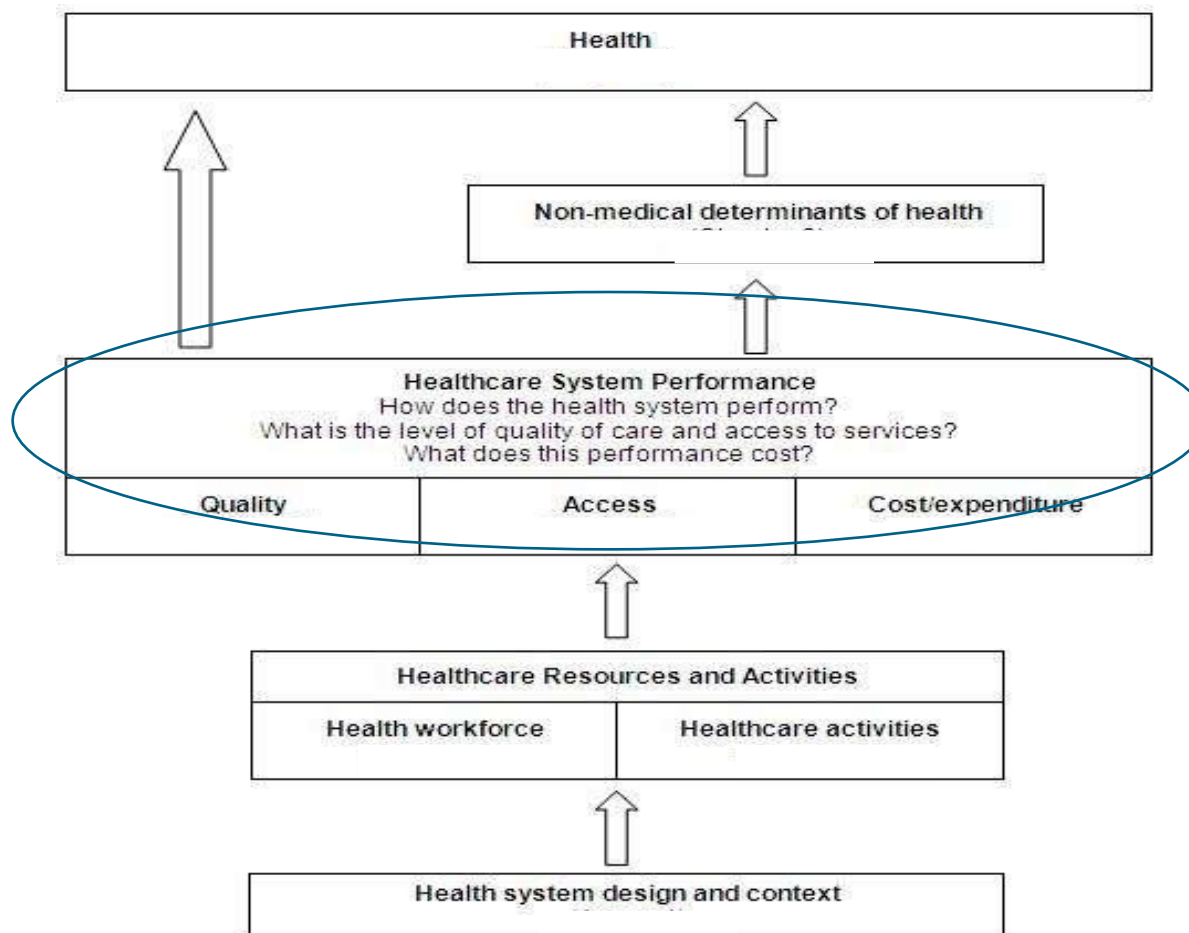 Health
Non-medical determinants of health
Healthcare System Performance
How does the health system perform?
What is the level of quality of care and access to services?
What does this performance cost?
Quality
Access
Cost/expenditure
Healthcare Resources and Activities
Health workforce
Healthcare activities
Health system design and context